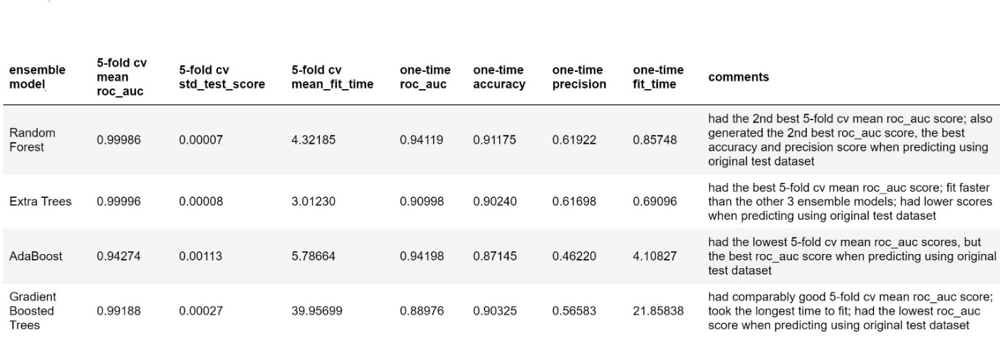 ensemble model
5-fold cv mean roc_auc
5-fold cv std_test_score
5-fold cv mean_fit_time
one-time roc_auc
one-time accuracy
one-time precision
one-time fit_time
comments
Random Forest
0.99986
0.00007
4.32185
0.94119
0.91175
0.61922
0.85748
had the 2nd best 5-fold cv mean roc_auc score; also
generated the 2nd best roc_auc score, the best
accuracy and precision score when predicting using
original test dataset
Extra Trees
0.99996
0.00008
3.01230
0.90998
0.90240
0.61698
0.69096
had the best 5-fold cv mean roc_auc score; fit faster
than the other 3 ensemble models; had lower scores
when predicting using original test dataset
AdaBoost
0.94274
0.00113
5.78664
0.94198
0.87145
0.46220
4.10827
had the lowest 5-fold cv mean roc_auc scores, but
the best roc_auc score when predicting using original
test dataset
Gradient Boosted Trees
0.99188
0.00027
39.95699
0.88976
0.90325
0.56583
21.85838
had comparably good 5-fold cv mean roc_auc score;
took the longest time to fit; had the lowest roc_auc
score when predicting using original test dataset